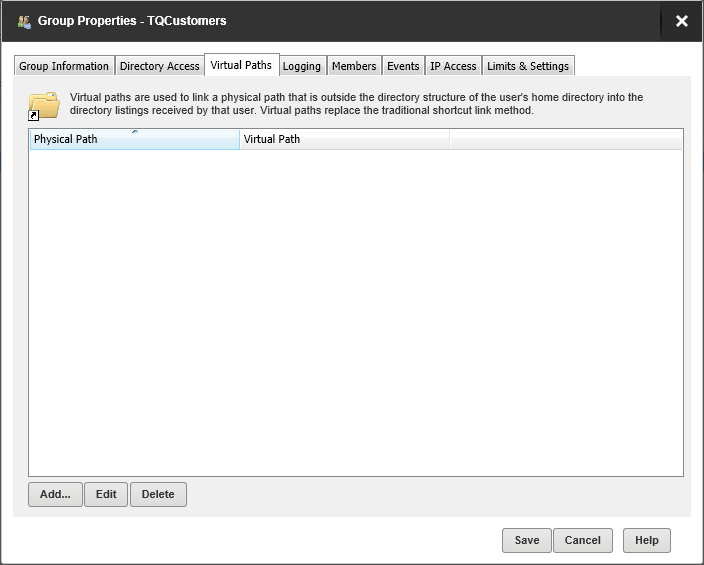 Group Properties - TQCustomers
Group Information Directory Access Virtual Paths Logging Members Events IP Access Limits & Settings
Virtual paths are used to link a physical path that is outside the directory structure of the user's home directory into the
directory listings received by that user. Virtual paths replace the traditional shortcut link method.
Physical Path Virtual Path
Add... Edit Delete
Save Cancel Help